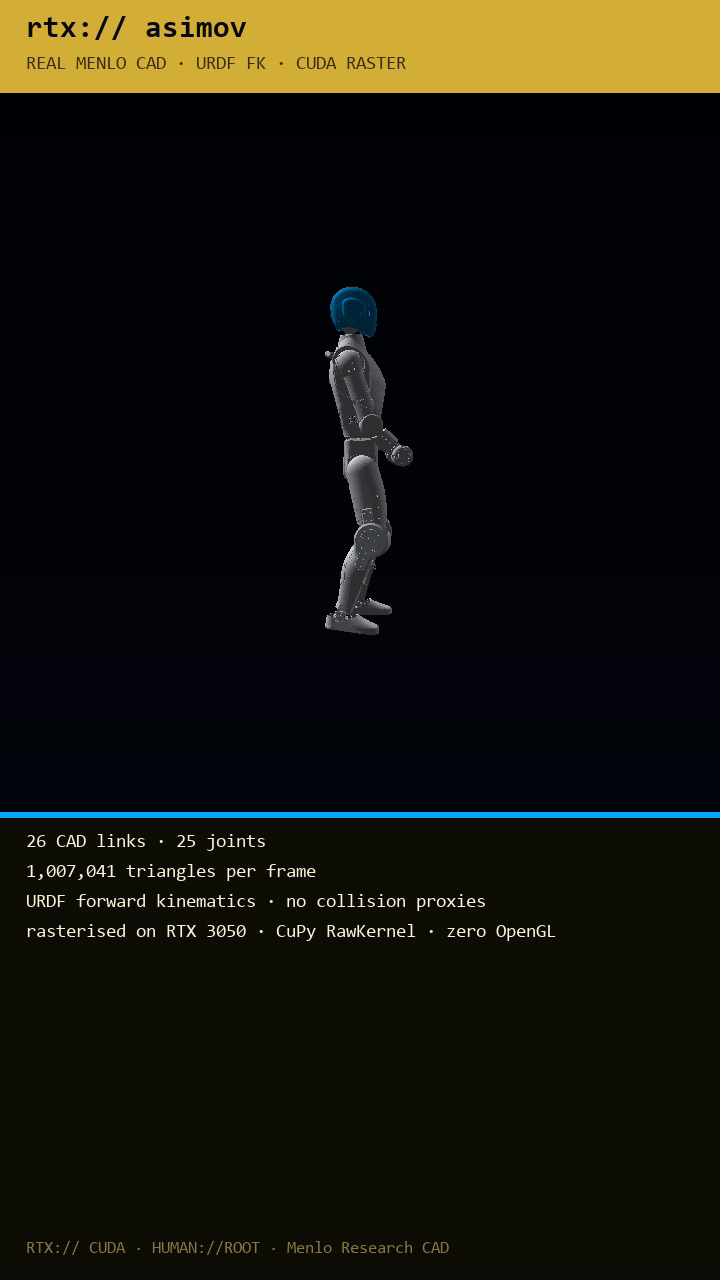 rtx:// asimov
REAL MENLO CAD · URDF FK · CUDA RASTER
26 CAD links · 25 joints
1,007,041 triangles per frame
URDF forward kinematics · no collision proxies
rasterised on RTX 3050 · CuPy RawKernel · zero OpenGL
RTX:// CUDA · HUMAN://ROOT · Menlo Research CAD